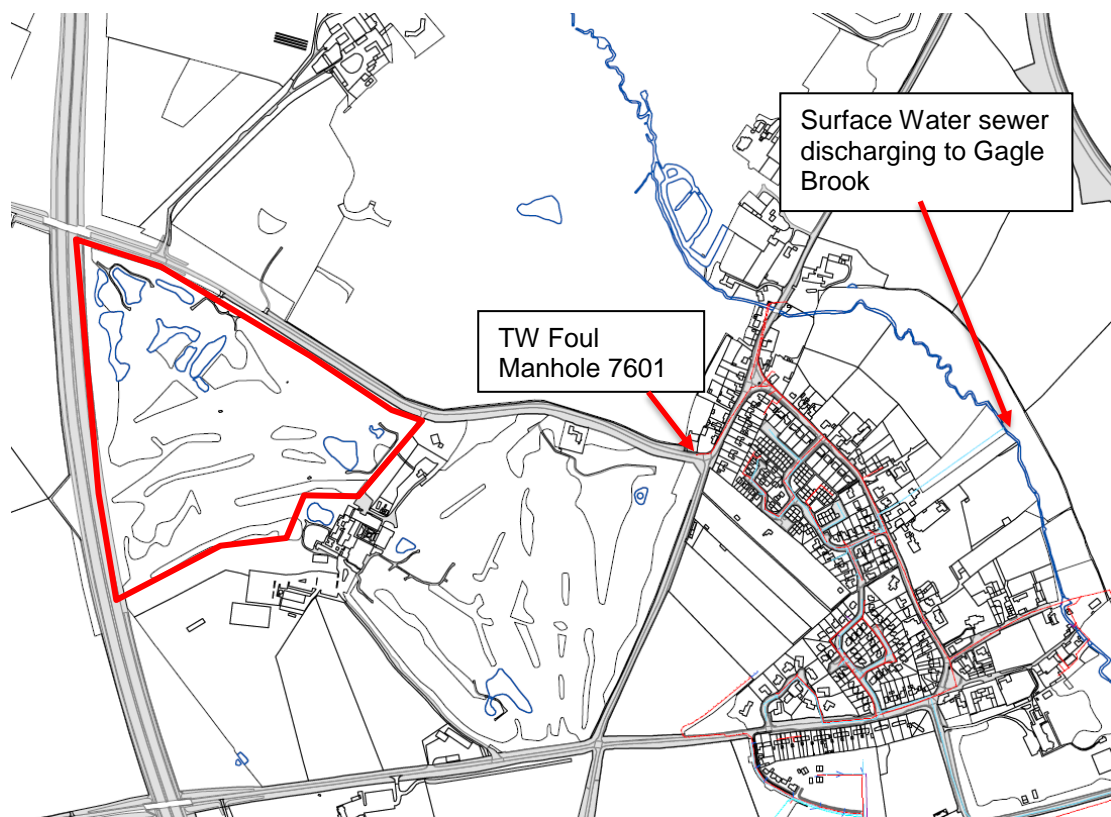 Surface Water sewer
discharging to Gagle
Brook
TW Foul
Manhole 7601